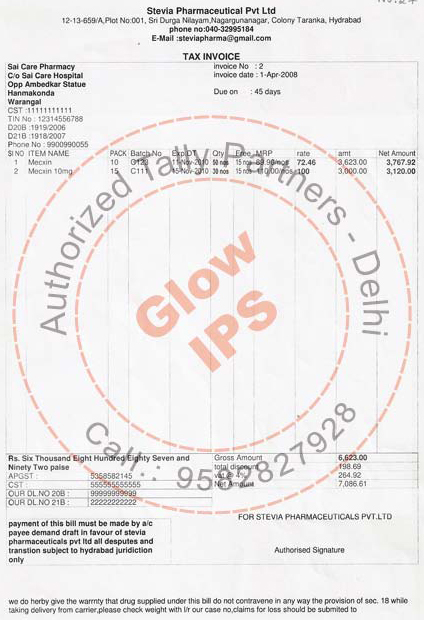 Stevia Pharmaceutical Pvt Ltd
12-13-659/A,Plot No:001, Sri Durga Nilayam,Nagargunanagar, Colony Taranka, Hydrabad
phone no:040-32995184
E-Mail :steviapharma@gmail.com
TAX INVOICE
Sai Care Pharmacy
C/o Sai Care Hospital
Opp Ambedkar Statue
Hanmakonda
Warangal
CST :11111111111
TIN No : 12314556788
D20B :1919/2006
D21B :1918/2007
Phone No : 9900990055
invoice No : 2
invoice date : 1-Apr-2008
Due on : 45 days
SI NO ITEM NAME PACK Batch No Exp DT Qty Free MRP rate amt Net Amount
1 Mecxin 10 G123 11-Nov-2010 50 nos 15 nos 89.90/nos 72.46 3,623.00 3,767.92
2 Mecxin 10mg 15 C111 15-Nov-2010 30 nos 15 nos 110.00/nos 100 3,000.00 3,120.00
Authorized Tally Partners - Delhi
Glow
IPS
Call : 9582827928
Rs. Six Thousand Eight Hundred Eighty Seven and
Ninety Two paise
APGST : 5358582145
CST : 555555555555
OUR DL.NO 20B : 99999999999
OUR DL.NO 21B : 22222222222
Gross Amount 6,623.00
total discount 198.69
vat @ 4% 264.92
Net Amount 7,086.61
payment of this bill must be made by a/c
payee demand draft in favour of stevia
pharmaceuticals pvt ltd all desputes and
transtion subject to hydrabad juridiction
only
FOR STEVIA PHARMACEUTICALS PVT.LTD
Authorised Signature
we do herby give the warrnty that drug supplied under this bill do not contravene in any way the provision of sec. 18 while
taking delivery from carrier,please check weight with l/r our case no,claims for loss should be submited to